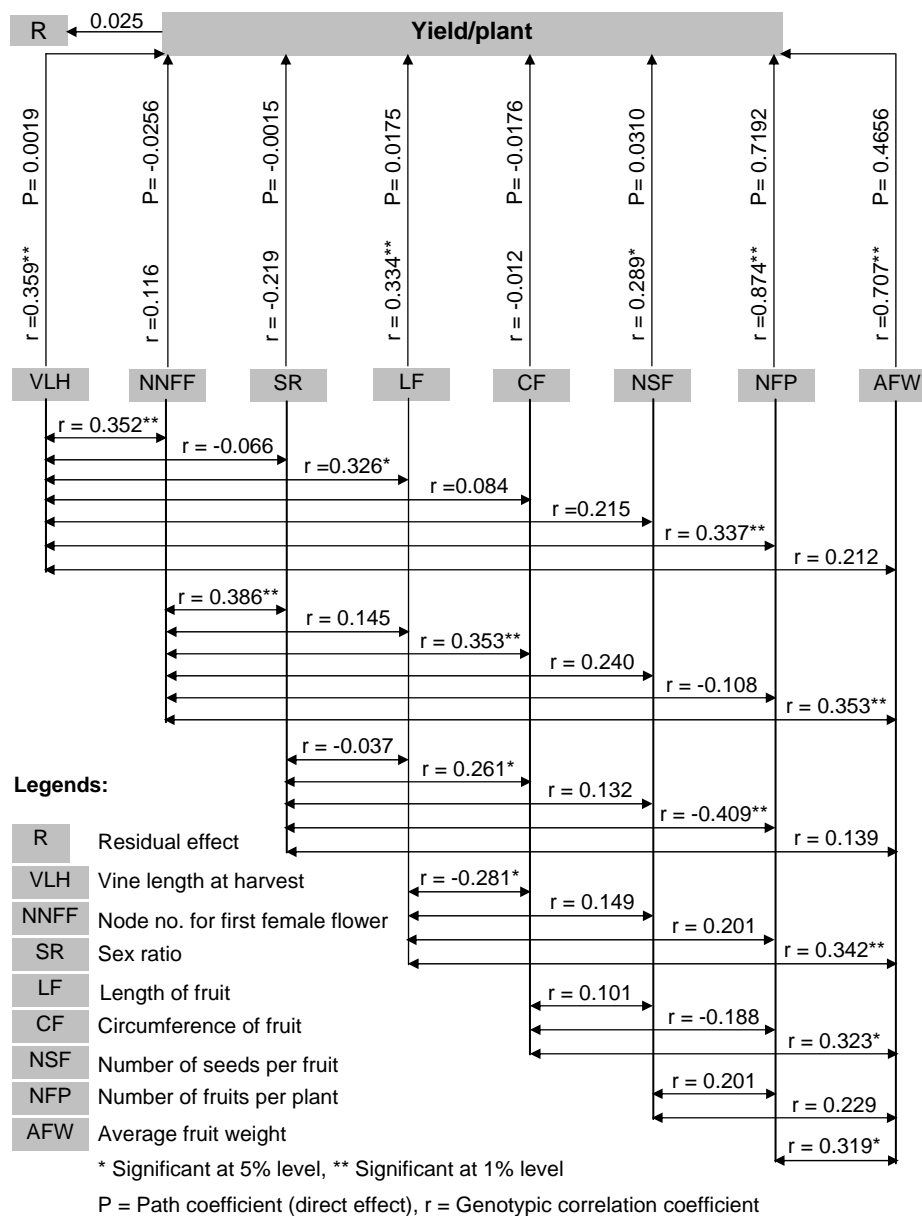 R
0.025
Yield/plant
P= 0.0019
P= -0.0256
P= -0.0015
P= 0.0175
P= -0.0176
P= 0.0310
P= 0.7192
P= 0.4656
r =0.359**
r =0.116
r = -0.219
r = 0.334**
r = -0.012
r = 0.289*
r =0.874**
r =0.707**
VLH
NNFF
SR
LF
CF
NSF
NFP
AFW
r = 0.352**
r = -0.066
r =0.326*
r =0.084
r =0.215
r = 0.337**
r = 0.212
r = 0.386**
r = 0.145
r = 0.353**
r = 0.240
r = -0.108
r = 0.353**
r = -0.037
r = 0.261*
r = 0.132
r = -0.409**
r = 0.139
r = -0.281*
r = 0.149
r = 0.201
r = 0.342**
r = 0.101
r = -0.188
r = 0.323*
r = 0.201
r = 0.229
r = 0.319*
Legends:
R Residual effect
VLH Vine length at harvest
NNFF Node no. for first female flower
SR Sex ratio
LF Length of fruit
CF Circumference of fruit
NSF Number of seeds per fruit
NFP Number of fruits per plant
AFW Average fruit weight
* Significant at 5% level, ** Significant at 1% level
P = Path coefficient (direct effect), r = Genotypic correlation coefficient